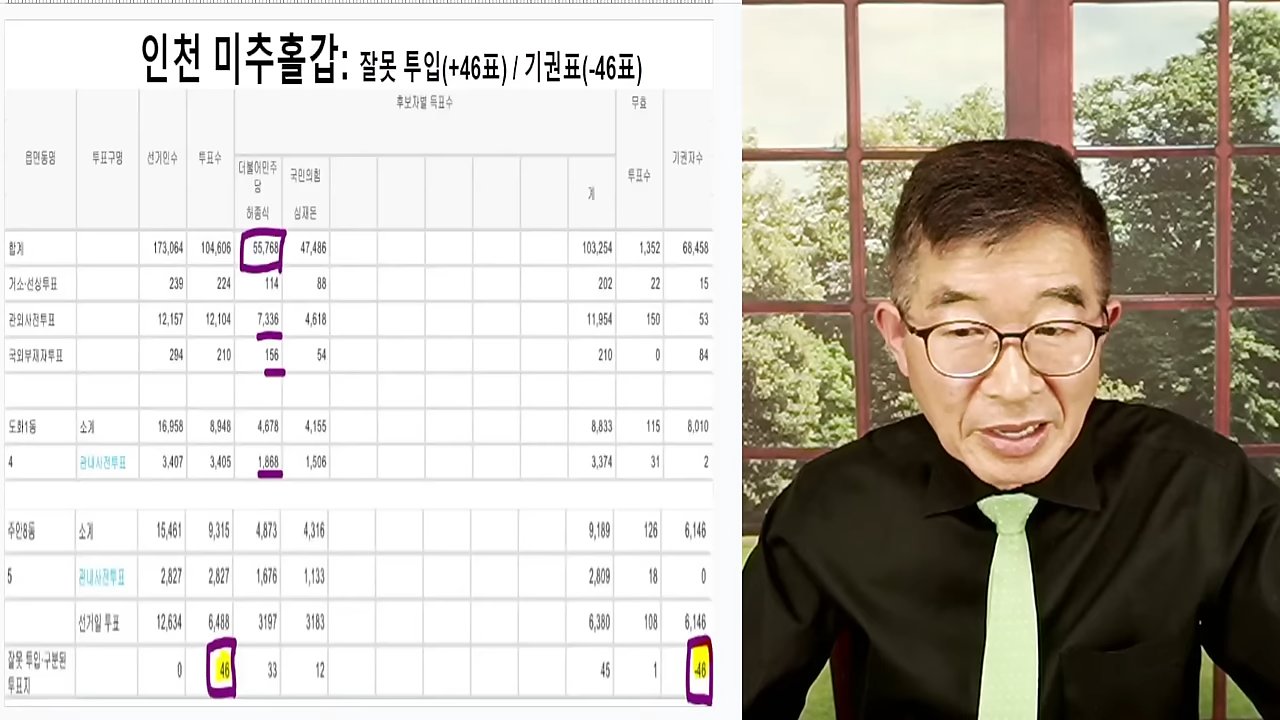 인천 미추홀갑: 잘못 투입(+46표) / 기권표(-46표)
읍면동명 투표구명 선거인수 투표수 후보자별 득표수 무효 투표수 기권자수
더불어민주당 허종식 국민의힘 심재돈 계
합계 173,064 104,606 55,768 47,486 103,254 1,352 68,458
거소·선상투표 239 224 114 88 202 22 15
관외사전투표 12,157 12,104 7,336 4,618 11,954 150 53
국외부재자투표 294 210 156 54 210 0 84
도화1동 소계 16,958 8,948 4,678 4,155 8,833 115 8,010
4 관내사전투표 3,407 3,405 1,868 1,506 3,374 31 2
주안8동 소계 15,461 9,315 4,873 4,316 9,189 126 6,146
5 관내사전투표 2,827 2,827 1,676 1,133 2,809 18 0
선거일 투표 12,634 6,488 3197 3183 6,380 108 6,146
잘못 투입·구분된 투표지 0 46 33 12 45 1 -46